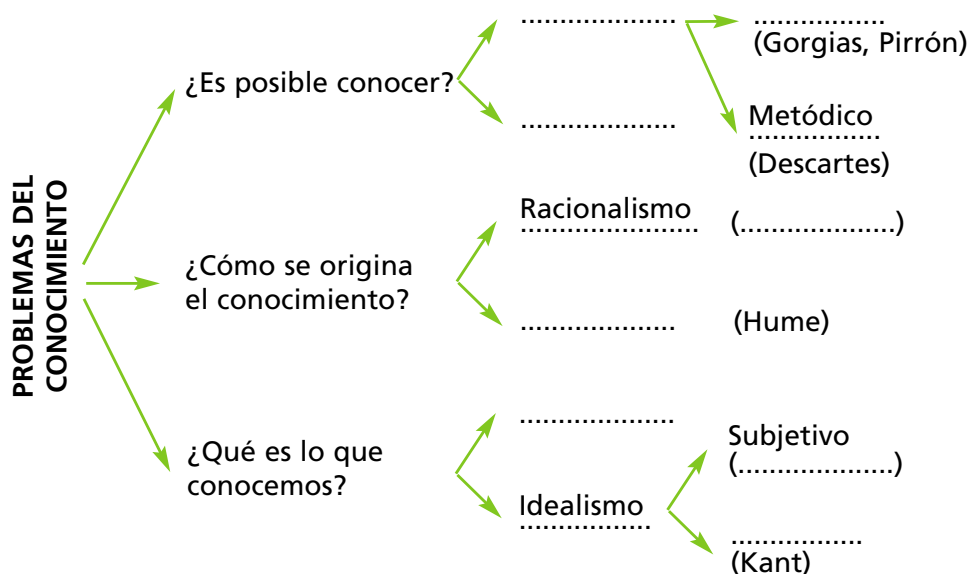 PROBLEMAS DEL
CONOCIMIENTO
¿Es posible conocer?
....................
.................
(Gorgias, Pirrón)
....................
Metódico
.................
(Descartes)
¿Cómo se origina
el conocimiento?
Racionalismo
.......................
(....................)
....................
(Hume)
¿Qué es lo que
conocemos?
....................
Idealismo
.................
Subjetivo
(....................)
.................
(Kant)